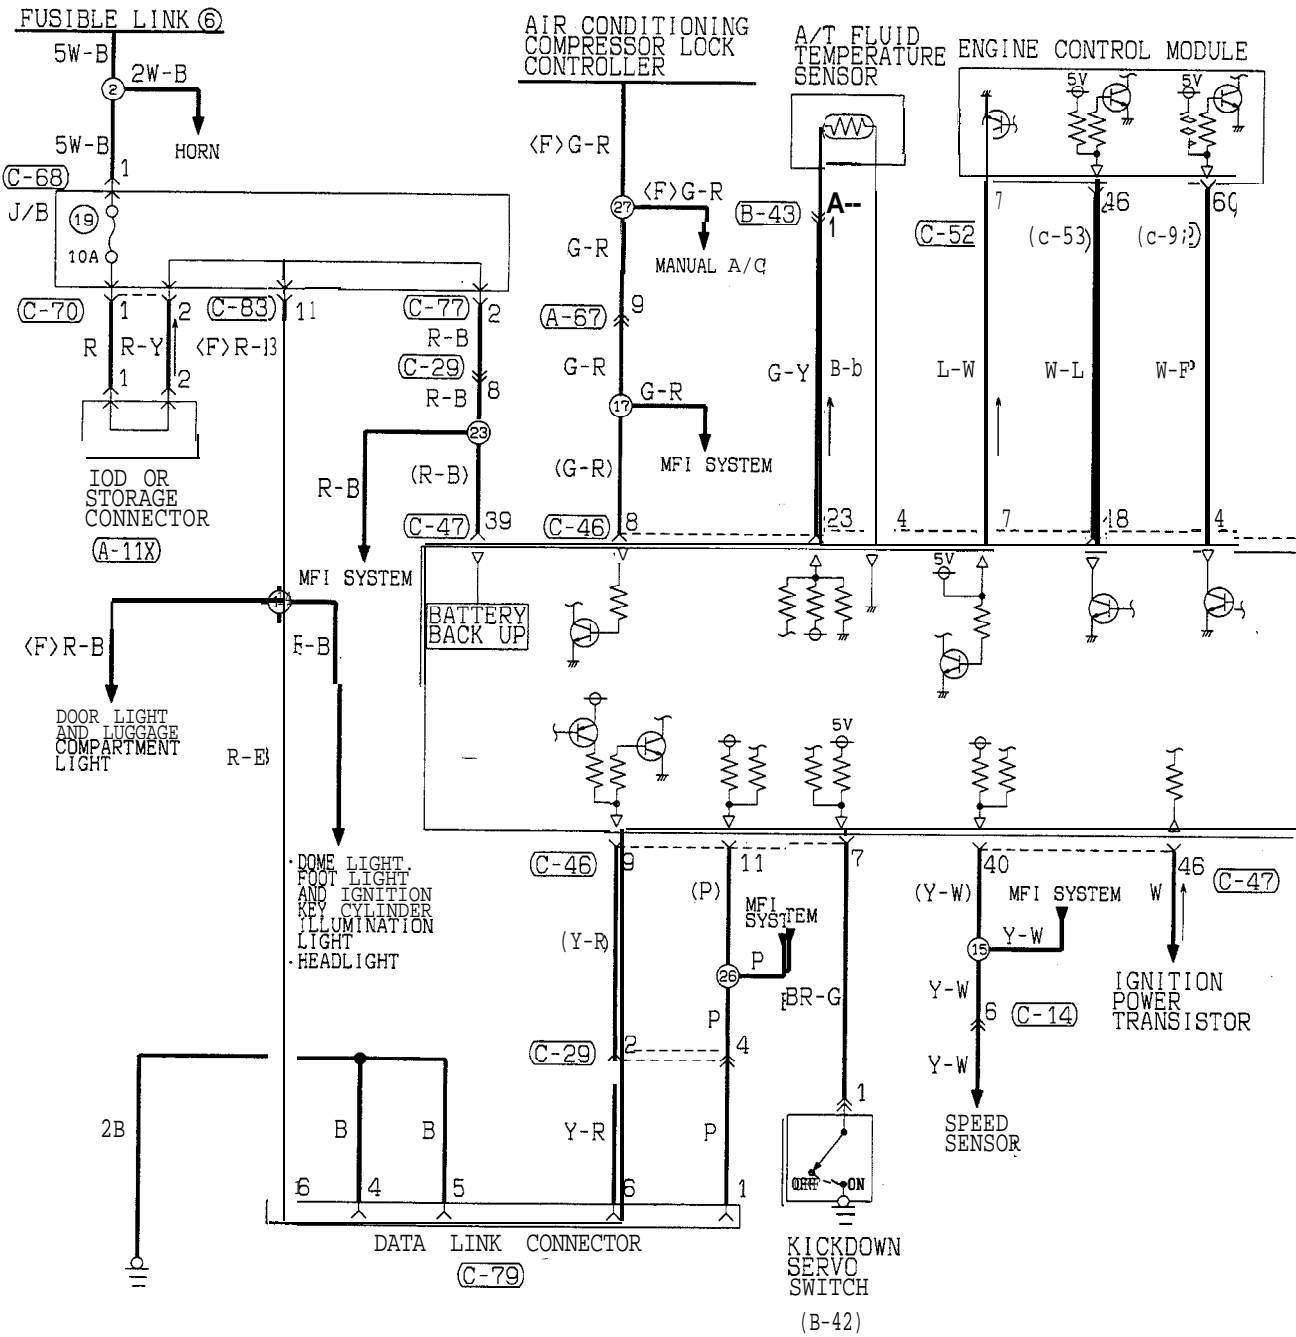 FUSIBLE LINK 6
5W-B
2W-B
2
HORN
5W-B
1
C-68
J/B
19
10A
1
2
C-70
C-83
11
C-77
2
R
R-Y
<F>R-B
R-B
C-29
8
R-B
1
2
23
IOD OR
STORAGE
CONNECTOR
A-11X
R-B
(R-B)
C-47
39
MFI SYSTEM
<F>R-B
R-B
DOOR LIGHT
AND LUGGAGE
COMPARTMENT
LIGHT
R-B
·DOME LIGHT,
FOOT LIGHT
AND IGNITION
KEY CYLINDER
ILLUMINATION
LIGHT
·HEADLIGHT
AIR CONDITIONING
COMPRESSOR LOCK
CONTROLLER
<F>G-R
27
<F>G-R
G-R
MANUAL A/C
A-67
9
G-R
G-R
17
MFI SYSTEM
(G-R)
C-46
8
A/T FLUID
TEMPERATURE
SENSOR
B-43
A--
1
G-Y
B-b
23
4
ENGINE CONTROL MODULE
5V
5V
7
46
60
C-52
(c-53)
L-W
W-L
W-F
7
18
4
BATTERY
BACK UP
5V
5V
C-46
9
11
7
40
46
C-47
(P)
(Y-W)
MFI SYSTEM
W
MFI
SYSTEM
(Y-R)
P
26
BR-G
15
Y-W
Y-W
P
6
C-14
IGNITION
POWER
TRANSISTOR
C-29
2
4
Y-W
1
2B
B
B
Y-R
P
SPEED
SENSOR
OFF
ON
16
4
5
6
1
DATA LINK CONNECTOR
C-79
KICKDOWN
SERVO
SWITCH
(B-42)